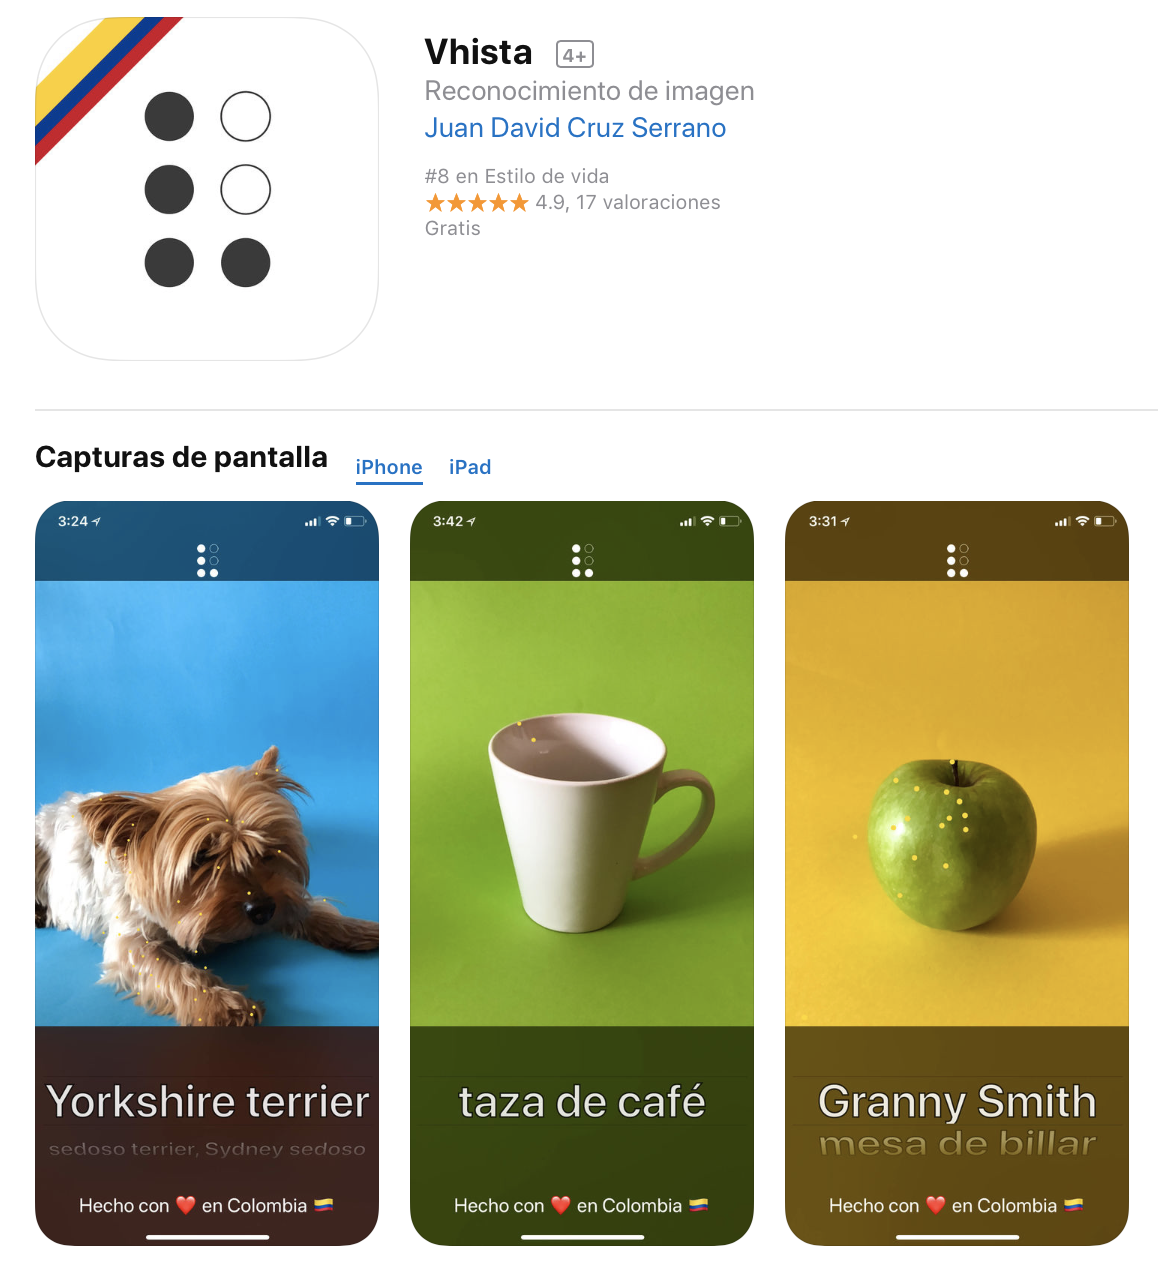 Vhista 4+
Reconocimiento de imagen
Juan David Cruz Serrano
#8 en Estilo de vida
★★★★★ 4.9, 17 valoraciones
Gratis
Capturas de pantalla iPhone iPad
3:24
Yorkshire terrier
sedoso terrier, Sydney sedoso
Hecho con ❤️ en Colombia 🇨🇴
3:42
taza de café
Hecho con ❤️ en Colombia 🇨🇴
3:31
Granny Smith
mesa de billar
Hecho con ❤️ en Colombia 🇨🇴